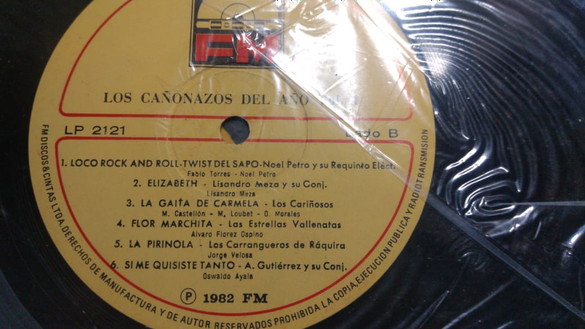 FM
LOS CAÑONAZOS DEL AÑO
LP 2121
Lado B
1. LOCO ROCK AND ROLL-TWIST DEL SAPO-Noel Petro y su Requinto Eléct.
Fabio Torres - Noel Petro
2. ELIZABETH - Lisandro Meza y su Conj.
Lisandro Meza
3. LA GAITA DE CARMELA - Los Cariñosos
M. Castellón - M. Loubet - O. Morales
4. FLOR MARCHITA - Las Estrellas Vallenatas
Alvaro Florez Ospino
5. LA PIRINOLA - Los Carrangueros de Ráquira
Jorge Velosa
6. SI ME QUISISTE TANTO - A. Gutiérrez y su Conj.
Oswaldo Ayala
Ⓟ 1982 FM
FM DISCOS & CINTAS LTDA. DERECHOS DE MANUFACTURA Y DE AUTOR RESERVADOS PROHIBIDA LA COPIA, EJECUCION PUBLICA Y RADIOTRANSMISION